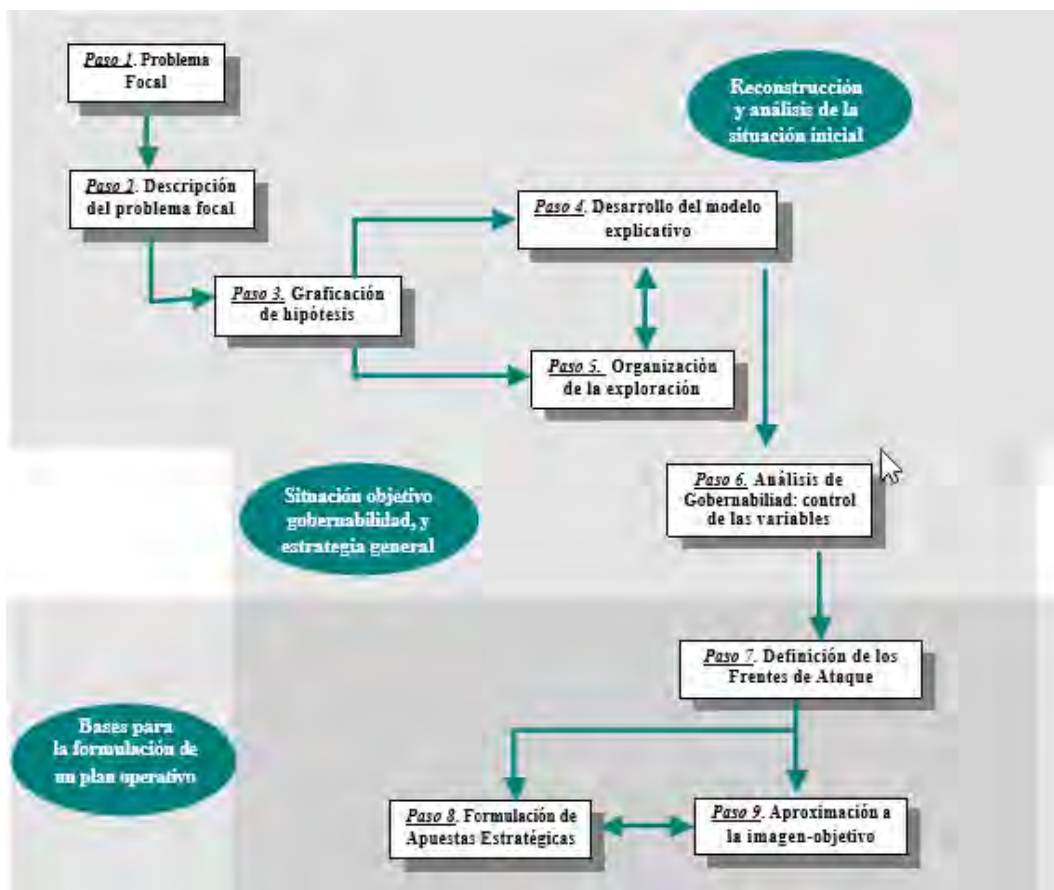 Paso 1. Problema
Focal
Reconstrucción
y análisis de la
situación inicial
Paso 2. Descripción
del problema focal
Paso 4. Desarrollo del modelo
explicativo
Paso 3. Graficación
de hipótesis
Paso 5. Organización
de la exploración
Situación objetivo
gobernabilidad, y
estrategia general
Paso 6. Análisis de
Gobernabiliad: control
de las variables
Paso 7. Definición de los
Frentes de Ataque
Bases para
la formulación de
un plan operativo
Paso 8. Formulación de
Apuestas Estratégicas
Paso 9. Aproximación a
la imagen-objetivo